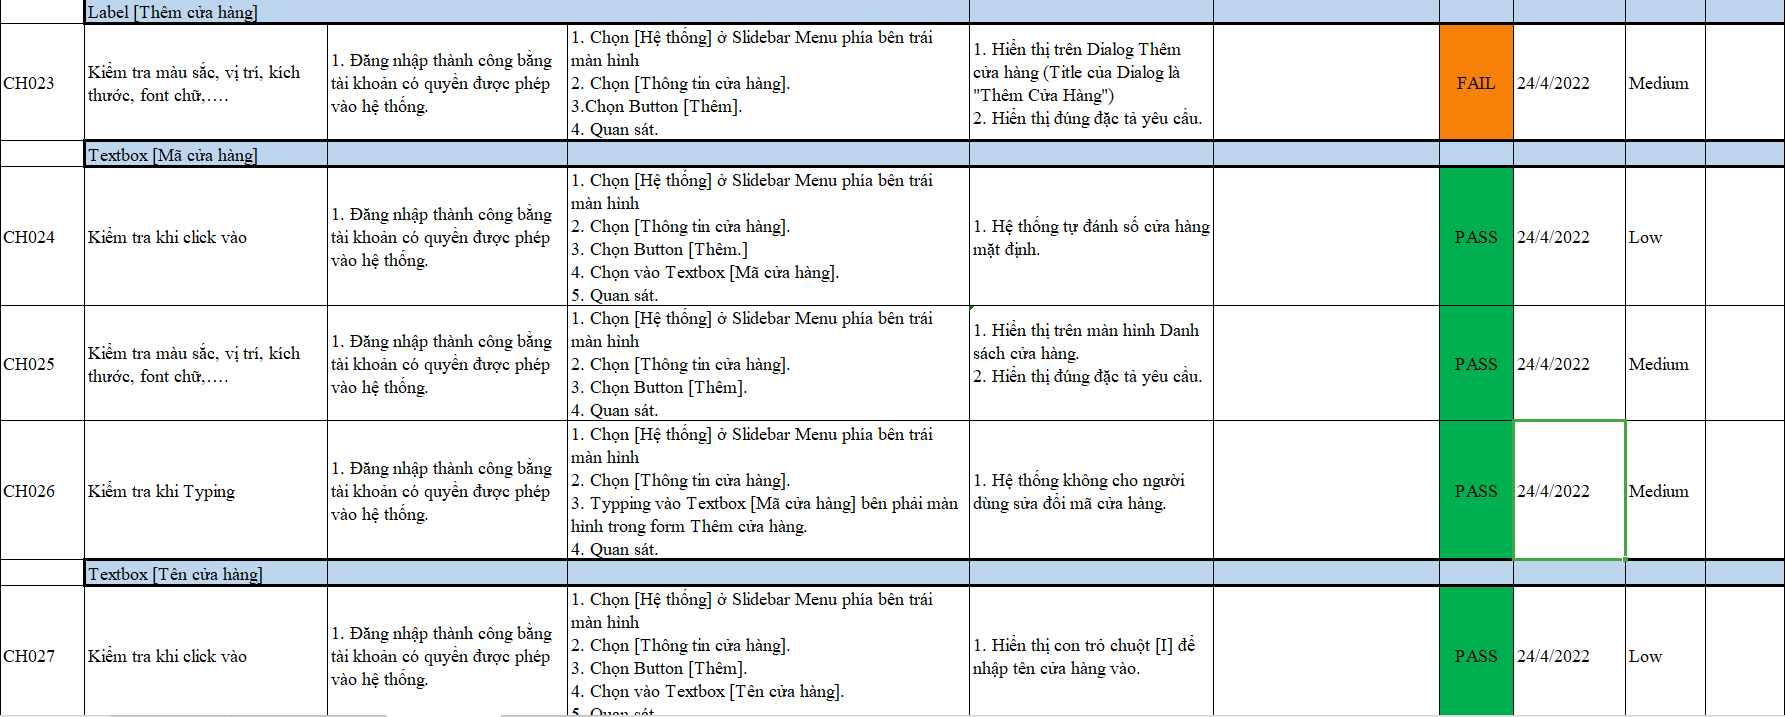 Label [Thêm cửa hàng]
CH023
Kiểm tra màu sắc, vị trí, kích
thước, font chữ,….
1. Đăng nhập thành công bằng
tài khoản có quyền được phép
vào hệ thống.
1. Chọn [Hệ thống] ở Slidebar Menu phía bên trái
màn hình
2. Chọn [Thông tin cửa hàng].
3.Chọn Button [Thêm].
4. Quan sát.
1. Hiển thị trên Dialog Thêm
cửa hàng (Title của Dialog là
"Thêm Cửa Hàng")
2. Hiển thị đúng đặc tả yêu cầu.
FAIL
24/4/2022
Medium
Textbox [Mã cửa hàng]
CH024
Kiểm tra khi click vào
1. Đăng nhập thành công bằng
tài khoản có quyền được phép
vào hệ thống.
1. Chọn [Hệ thống] ở Slidebar Menu phía bên trái
màn hình
2. Chọn [Thông tin cửa hàng].
3. Chọn Button [Thêm.]
4. Chọn vào Textbox [Mã cửa hàng].
5. Quan sát.
1. Hệ thống tự đánh số cửa hàng
mặt định.
PASS
24/4/2022
Low
CH025
Kiểm tra màu sắc, vị trí, kích
thước, font chữ,….
1. Đăng nhập thành công bằng
tài khoản có quyền được phép
vào hệ thống.
1. Chọn [Hệ thống] ở Slidebar Menu phía bên trái
màn hình
2. Chọn [Thông tin cửa hàng].
3. Chọn Button [Thêm].
4. Quan sát.
1. Hiển thị trên màn hình Danh
sách cửa hàng.
2. Hiển thị đúng đặc tả yêu cầu.
PASS
24/4/2022
Medium
CH026
Kiểm tra khi Typing
1. Đăng nhập thành công bằng
tài khoản có quyền được phép
vào hệ thống.
1. Chọn [Hệ thống] ở Slidebar Menu phía bên trái
màn hình
2. Chọn [Thông tin cửa hàng].
3. Typping vào Textbox [Mã cửa hàng] bên phải màn
hình trong form Thêm cửa hàng.
4. Quan sát.
1. Hệ thống không cho người
dùng sửa đổi mã cửa hàng.
PASS
24/4/2022
Medium
Textbox [Tên cửa hàng]
CH027
Kiểm tra khi click vào
1. Đăng nhập thành công bằng
tài khoản có quyền được phép
vào hệ thống.
1. Chọn [Hệ thống] ở Slidebar Menu phía bên trái
màn hình
2. Chọn [Thông tin cửa hàng].
3. Chọn Button [Thêm].
4. Chọn vào Textbox [Tên cửa hàng].
5. Quan sát
1. Hiển thị con trỏ chuột [I] để
nhập tên cửa hàng vào.
PASS
24/4/2022
Low